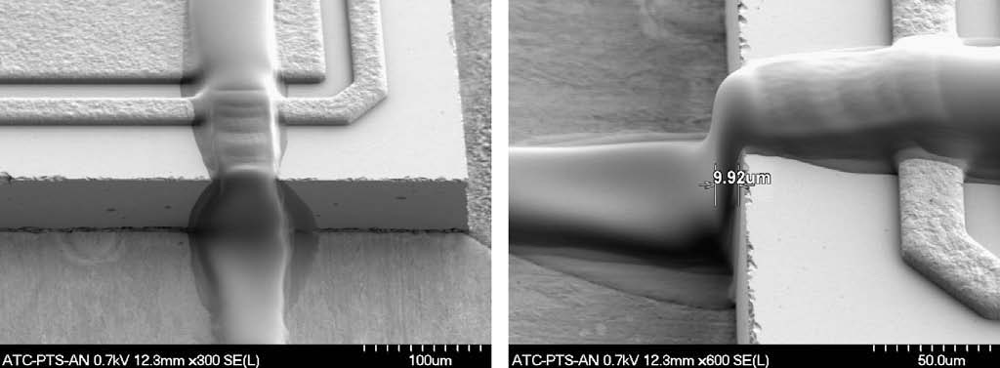 ATC-PTS-AN 0.7kV 12.3mm x300 SE(L) 100um
9.92um
ATC-PTS-AN 0.7kV 12.3mm x600 SE(L) 50.0um